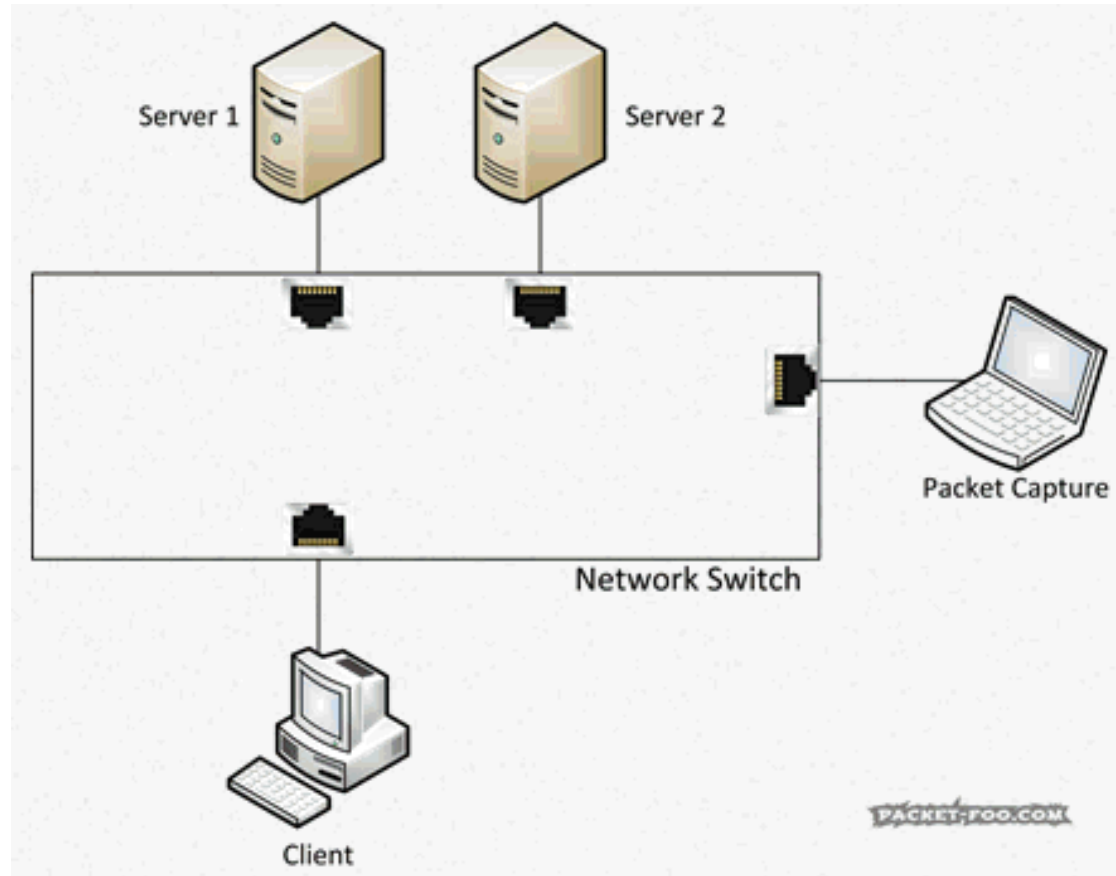 Server 1
Server 2
Packet Capture
Network Switch
Client
PACKET-FOO.COM